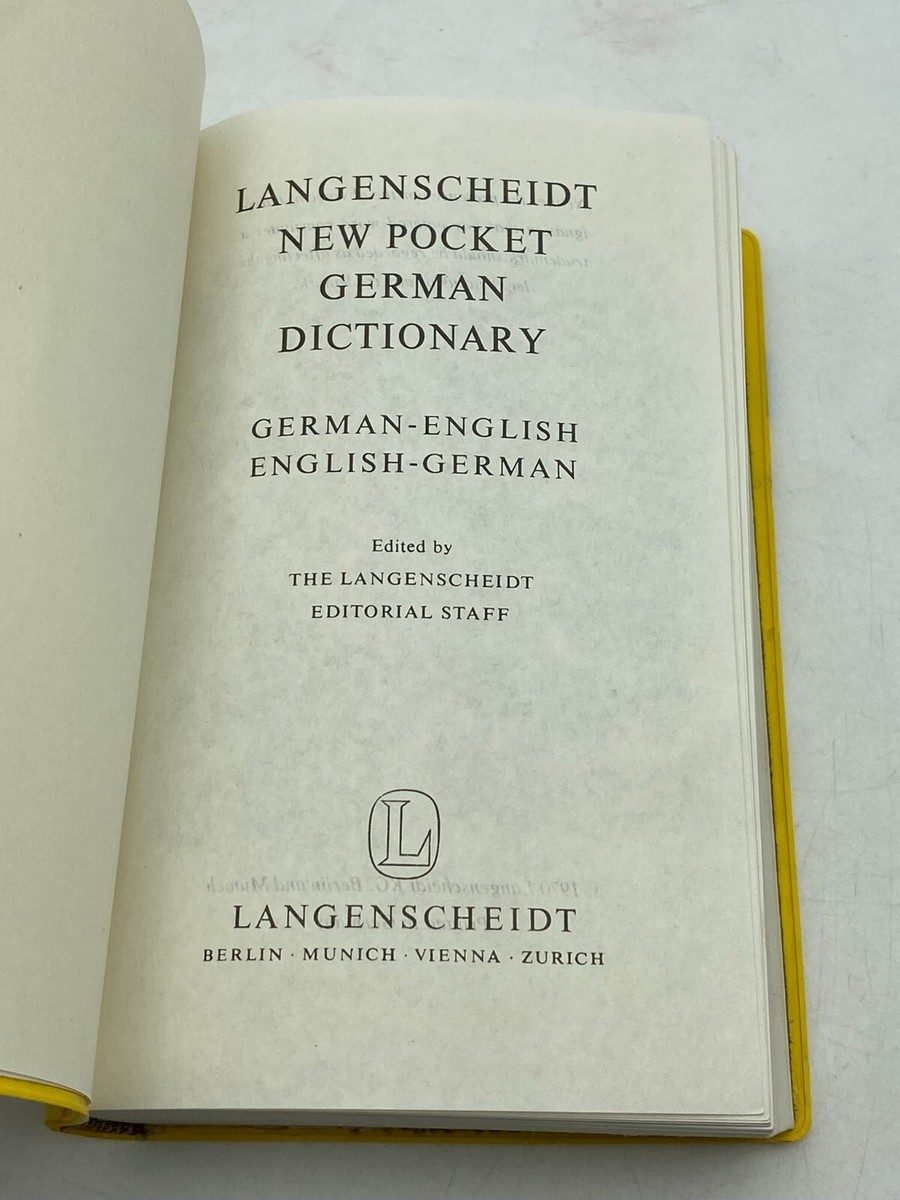 LANGENSCHEIDT
NEW POCKET
GERMAN
DICTIONARY
GERMAN-ENGLISH
ENGLISH-GERMAN
Edited by
THE LANGENSCHEIDT
EDITORIAL STAFF
L
LANGENSCHEIDT
BERLIN · MUNICH · VIENNA · ZURICH